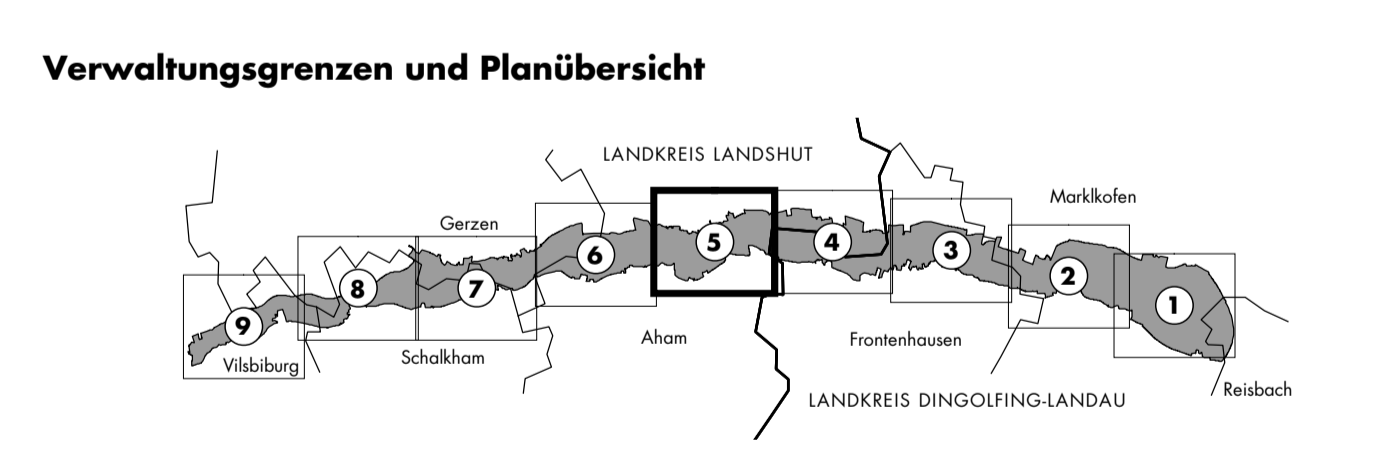 Verwaltungsgrenzen und Planübersicht
LANDKREIS LANDSHUT
Marklkofen
Gerzen
5
4
3
6
2
7
8
1
9
Aham
Frontenhausen
Schalkham
Vilsbiburg
Reisbach
LANDKREIS DINGOLFING-LANDAU